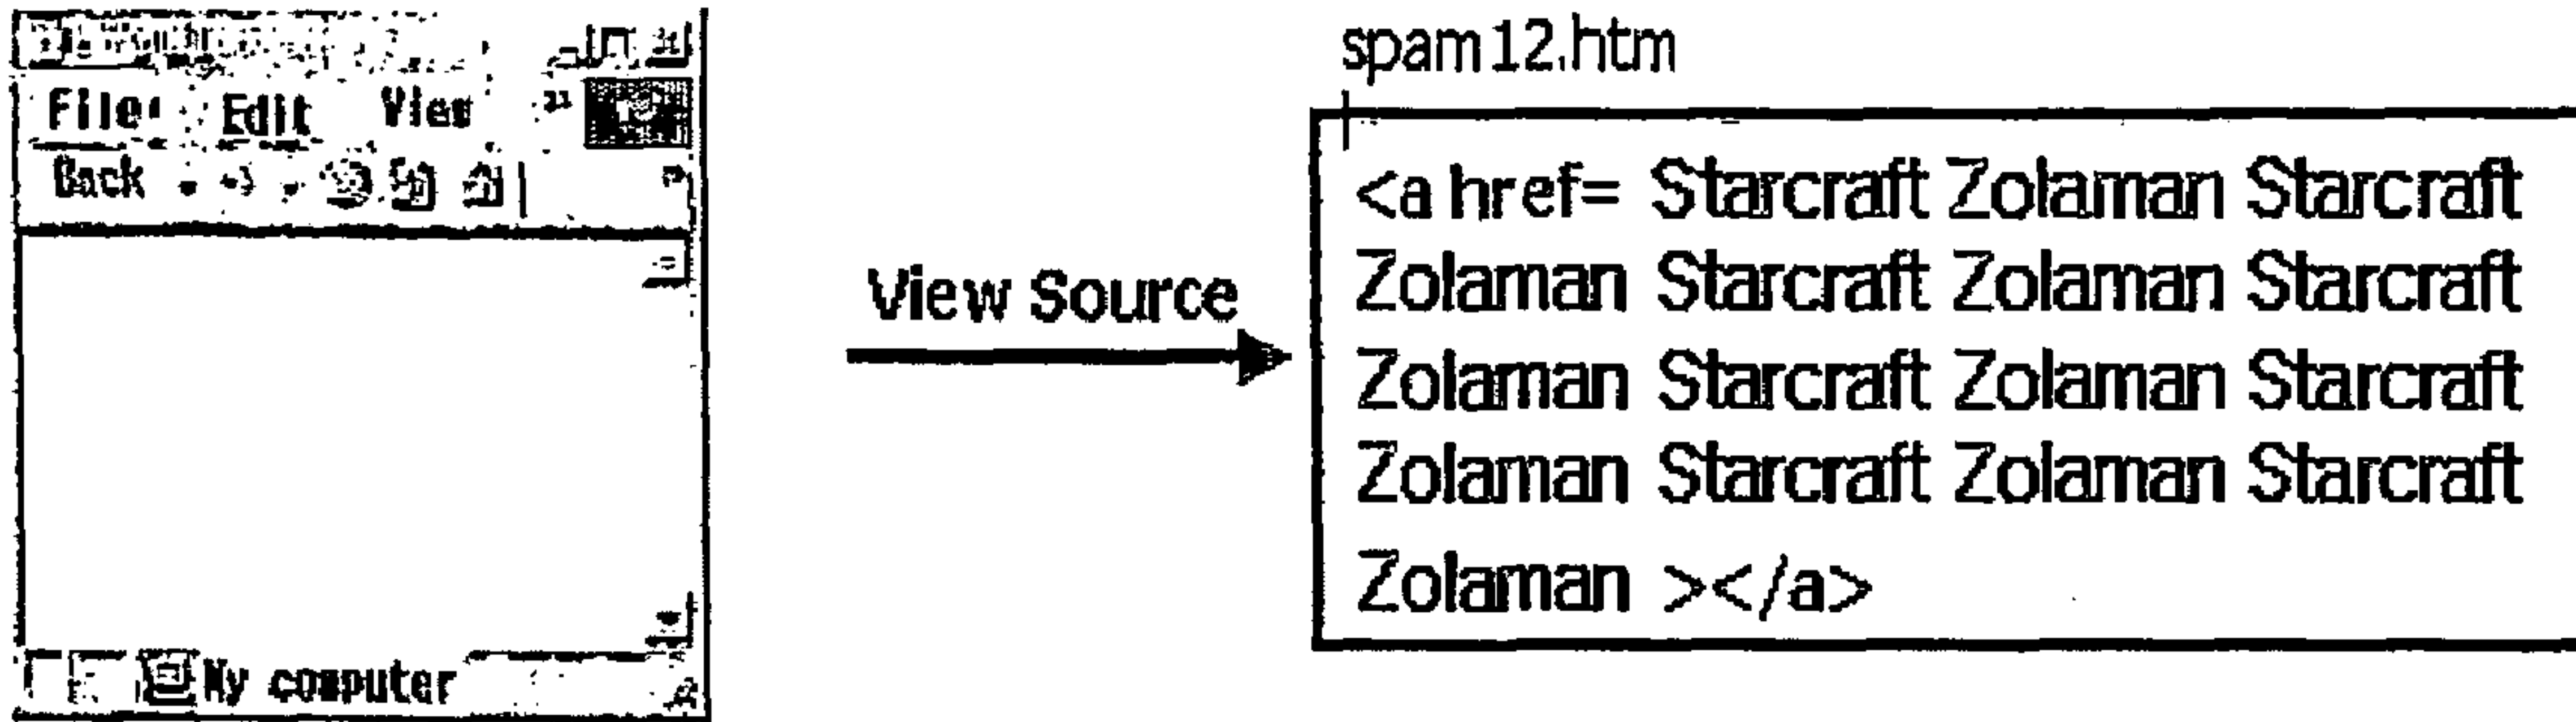 File Edit View
Back
My computer
View Source
spam12.htm
<a href= Starcraft Zolaman Starcraft
Zolaman Starcraft Zolaman Starcraft
Zolaman Starcraft Zolaman Starcraft
Zolaman Starcraft Zolaman Starcraft
Zolaman ></a>